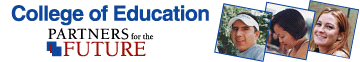 College of Education
PARTNERS for the
FUTURE